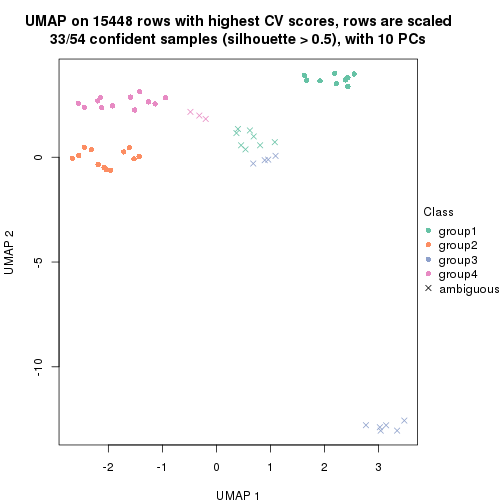 UMAP on 15448 rows with highest CV scores, rows are scaled
33/54 confident samples (silhouette > 0.5), with 10 PCs
0
-5
-10
UMAP 2
-2
-1
0
1
2
3
UMAP 1
Class
group1
group2
group3
group4
ambiguous